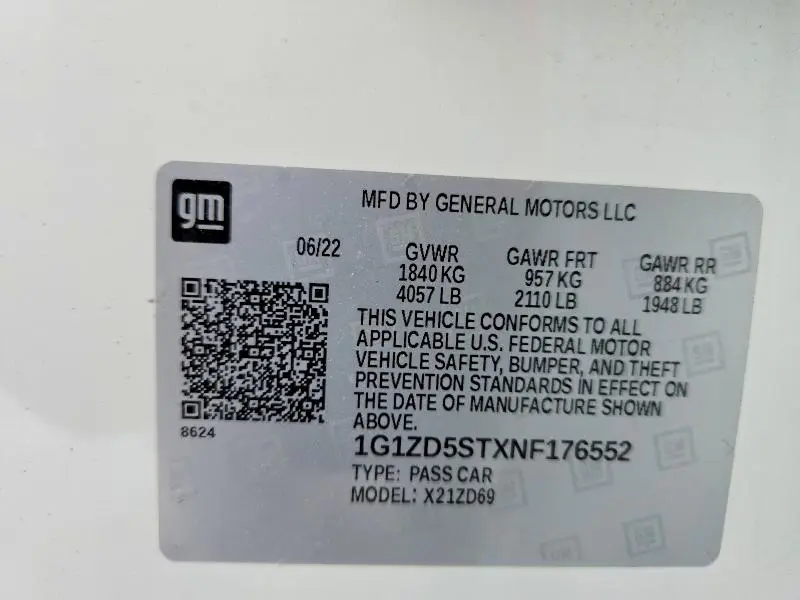 gm
MFD BY GENERAL MOTORS LLC
06/22
GVWR GAWR FRT GAWR RR
1840 KG 957 KG 884 KG
4057 LB 2110 LB 1948 LB
THIS VEHICLE CONFORMS TO ALL
APPLICABLE U.S. FEDERAL MOTOR
VEHICLE SAFETY, BUMPER, AND THEFT
PREVENTION STANDARDS IN EFFECT ON
THE DATE OF MANUFACTURE SHOWN
ABOVE.
8624
1G1ZD5STXNF176552
TYPE: PASS CAR
MODEL: X21ZD69